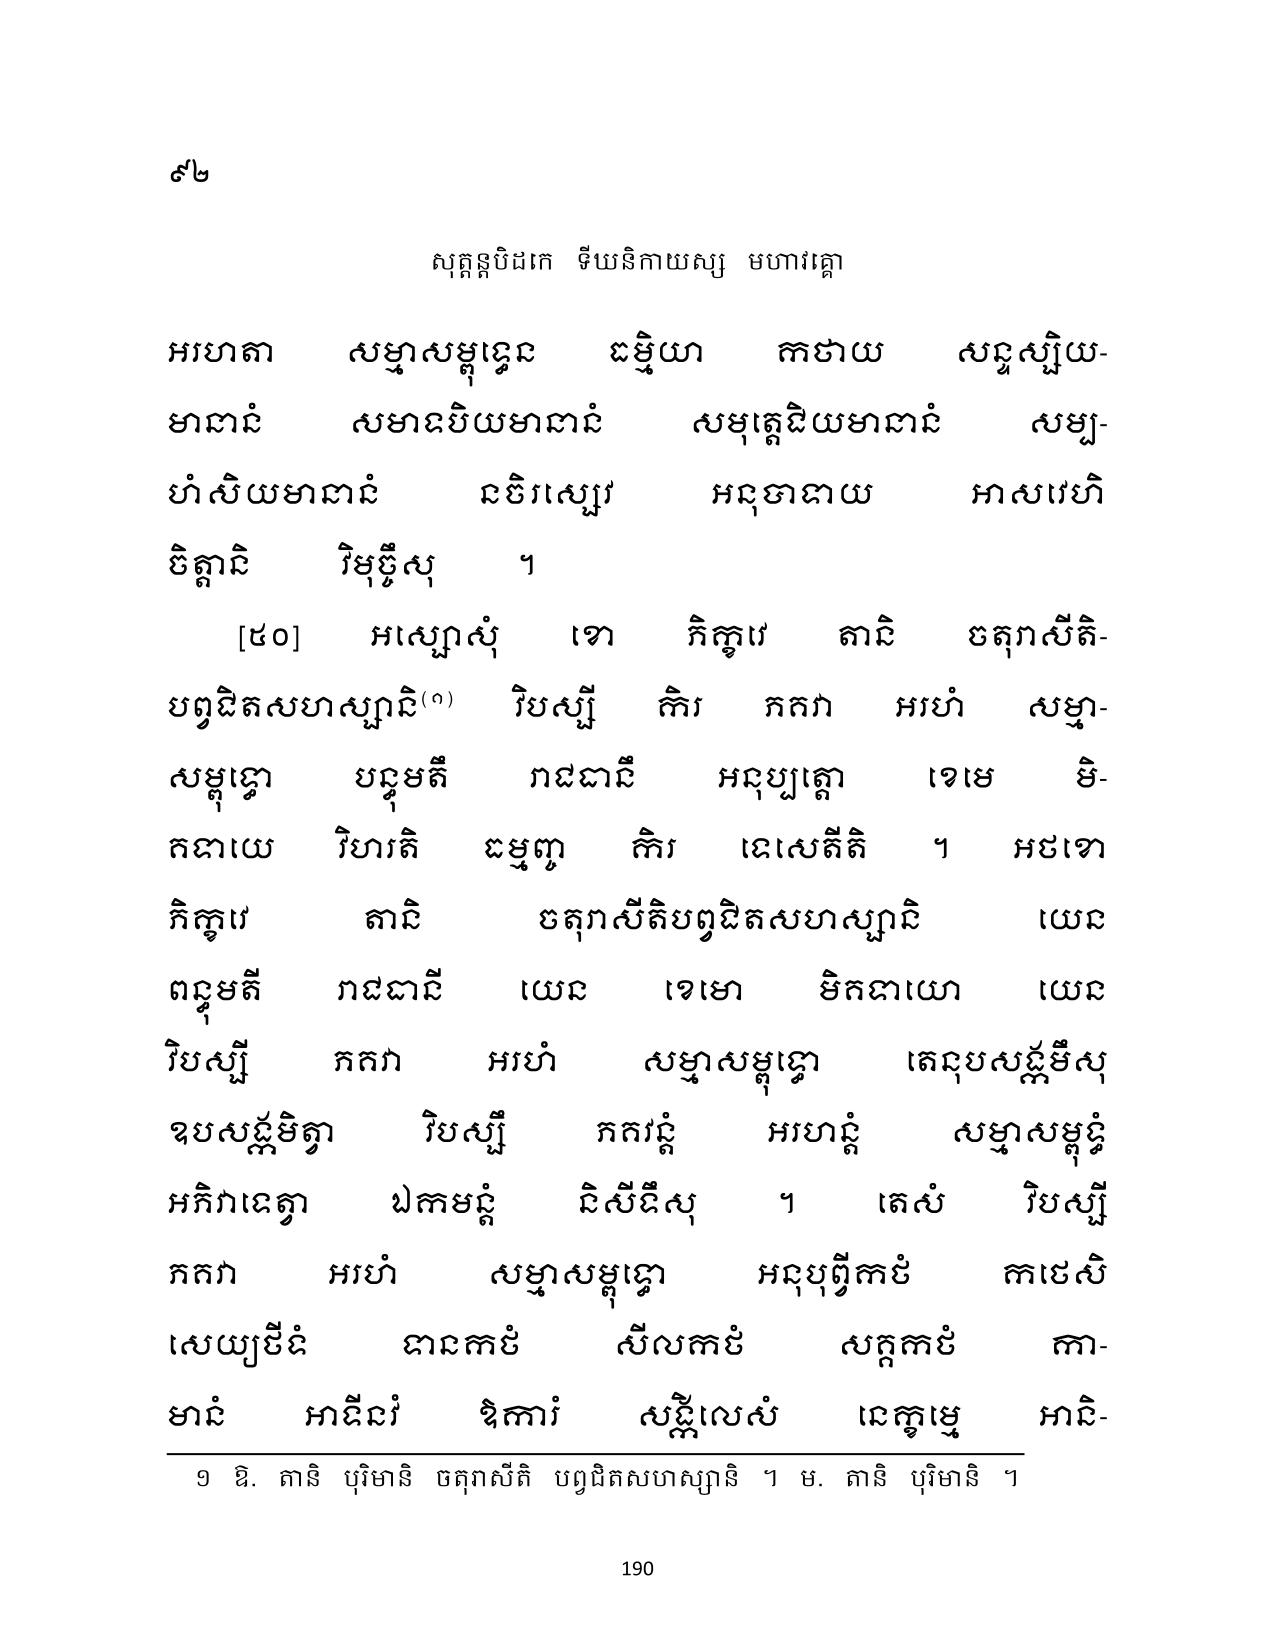 ៩២
សុត្តន្តបិដកេ ទីឃនិកាយស្ស មហាវគ្គោ
អរហតា សម្មាសម្ពុទ្ធេន ធម្មិយា កថាយ សន្ទស្សិយ-
មានានំ សមាទបិយមានានំ សមុត្តេជិយមានានំ សម្ប-
ហំសិយមានានំ នចិរស្សេវ អនុបាទាយ អាសវេហិ
ចិត្តានិ វិមុច្ចឹសុ ។
[៥០] អស្សោសុំ ខោ ភិក្ខវេ តានិ ចតុរាសីតិ-
បព្វជិតសហស្សានិ(១) វិបស្សី កិរ ភគវា អរហំ សម្មា-
សម្ពុទ្ធោ បន្ធុមតឹ រាជធានឹ អនុប្បត្តោ ខេមេ មិ-
គទាយេ វិហរតិ ធម្មញ្ច កិរ ទេសេតីតិ ។ អថខោ
ភិក្ខវេ តានិ ចតុរាសីតិបព្វជិតសហស្សានិ យេន
ពន្ធុមតី រាជធានី យេន ខេមោ មិគទាយោ យេន
វិបស្សី ភគវា អរហំ សម្មាសម្ពុទ្ធោ តេនុបសង្កមឹសុ
ឧបសង្កមិត្វា វិបស្សឹ ភគវន្តំ អរហន្តំ សម្មាសម្ពុទ្ធំ
អភិវាទេត្វា ឯកមន្តំ និសីទឹសុ ។ តេសំ វិបស្សី
ភគវា អរហំ សម្មាសម្ពុទ្ធោ អនុបុព្វីកថំ កថេសិ
សេយ្យថីទំ ទានកថំ សីលកថំ សគ្គកថំ កា-
មានំ អាទីនវំ ឱការំ សង្កិលេសំ នេក្ខម្មេ អានិ-
១ ឱ. តានិ បុរិមានិ ចតុរាសីតិ បព្វជិតសហស្សានិ ។ ម. តានិ បុរិមានិ ។
190